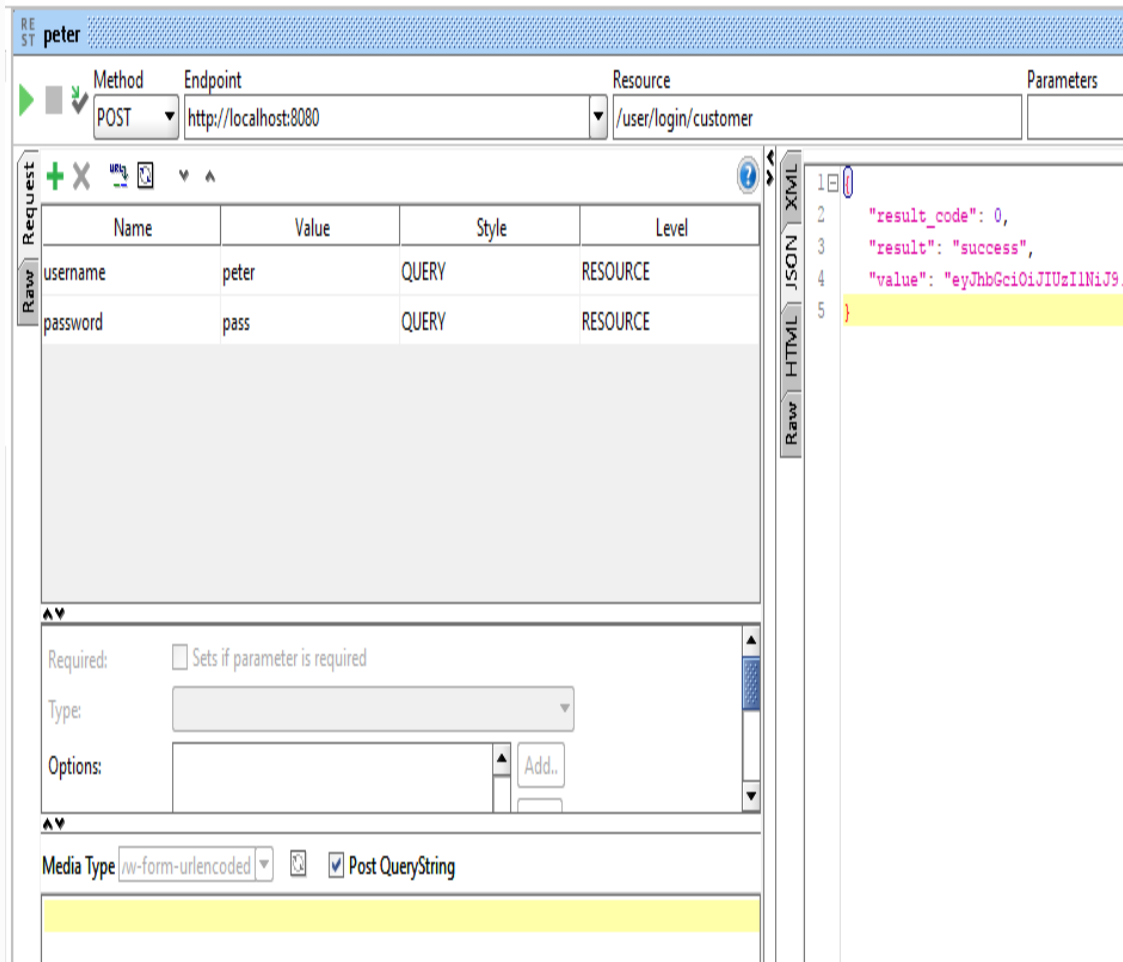 RE
ST peter
Method Endpoint Resource Parameters
POST http://localhost:8080 /user/login/customer
Request
Raw
Name Value Style Level
username peter QUERY RESOURCE
password pass QUERY RESOURCE
Required: Sets if parameter is required
Type:
Options: Add..
Media Type /w-form-urlencoded Post QueryString
XML
JSON
HTML
Raw
1 {
2 "result_code": 0,
3 "result": "success",
4 "value": "eyJhbGciOiJIUzI1NiJ9.
5 }